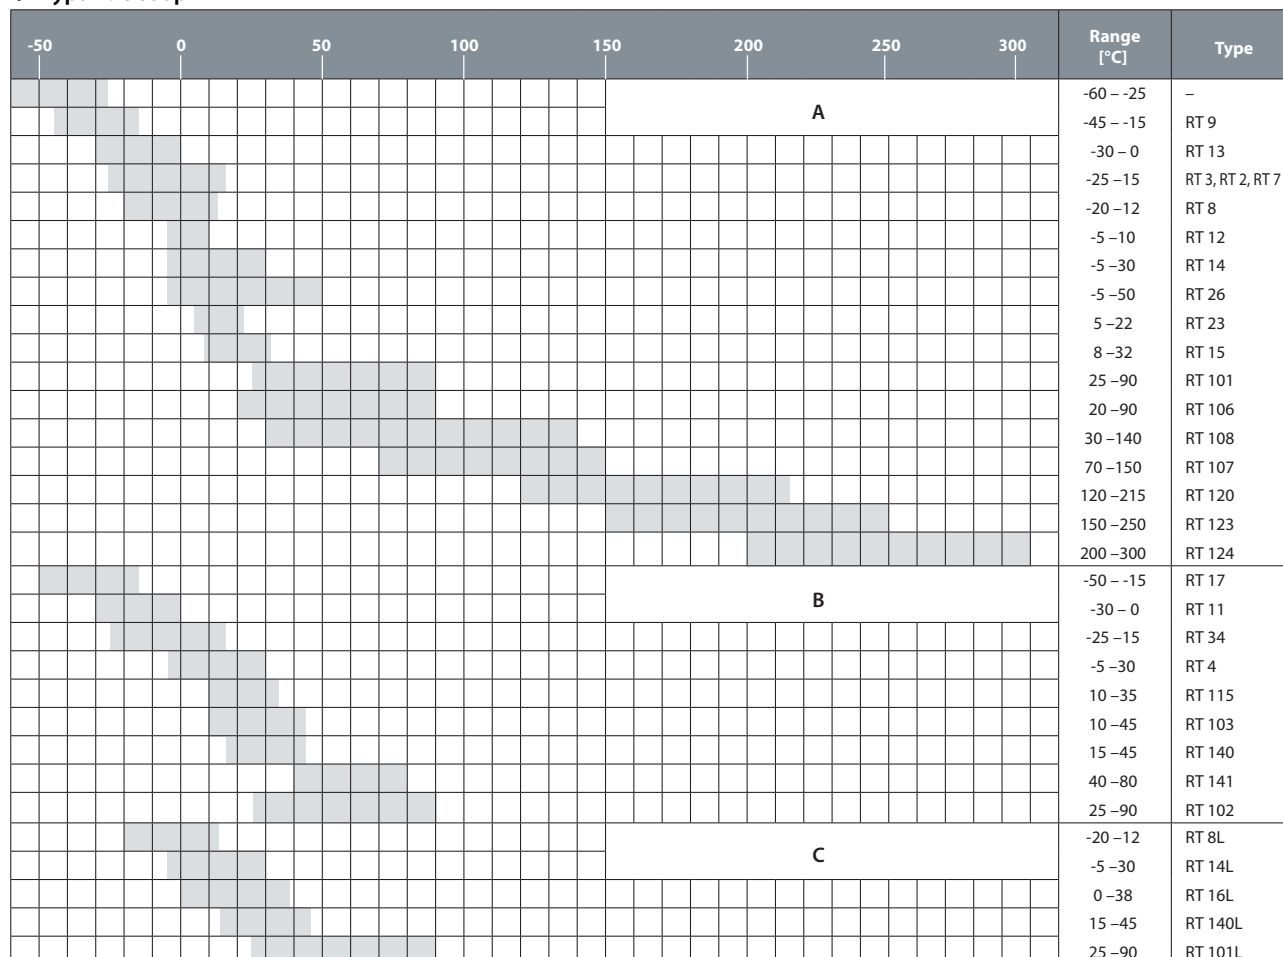 -50 0 50 100 150 200 250 300 Range [°C] Type
A
-60 – -25 –
-45 – -15 RT 9
-30 – 0 RT 13
-25 –15 RT 3, RT 2, RT 7
-20 –12 RT 8
-5 –10 RT 12
-5 –30 RT 14
-5 –50 RT 26
5 –22 RT 23
8 –32 RT 15
25 –90 RT 101
20 –90 RT 106
30 –140 RT 108
70 –150 RT 107
120 –215 RT 120
150 –250 RT 123
200 –300 RT 124
B
-50 – -15 RT 17
-30 – 0 RT 11
-25 –15 RT 34
-5 –30 RT 4
10 –35 RT 115
10 –45 RT 103
15 –45 RT 140
40 –80 RT 141
25 –90 RT 102
C
-20 –12 RT 8L
-5 –30 RT 14L
0 –38 RT 16L
15 –45 RT 140L
25 –90 RT 101L